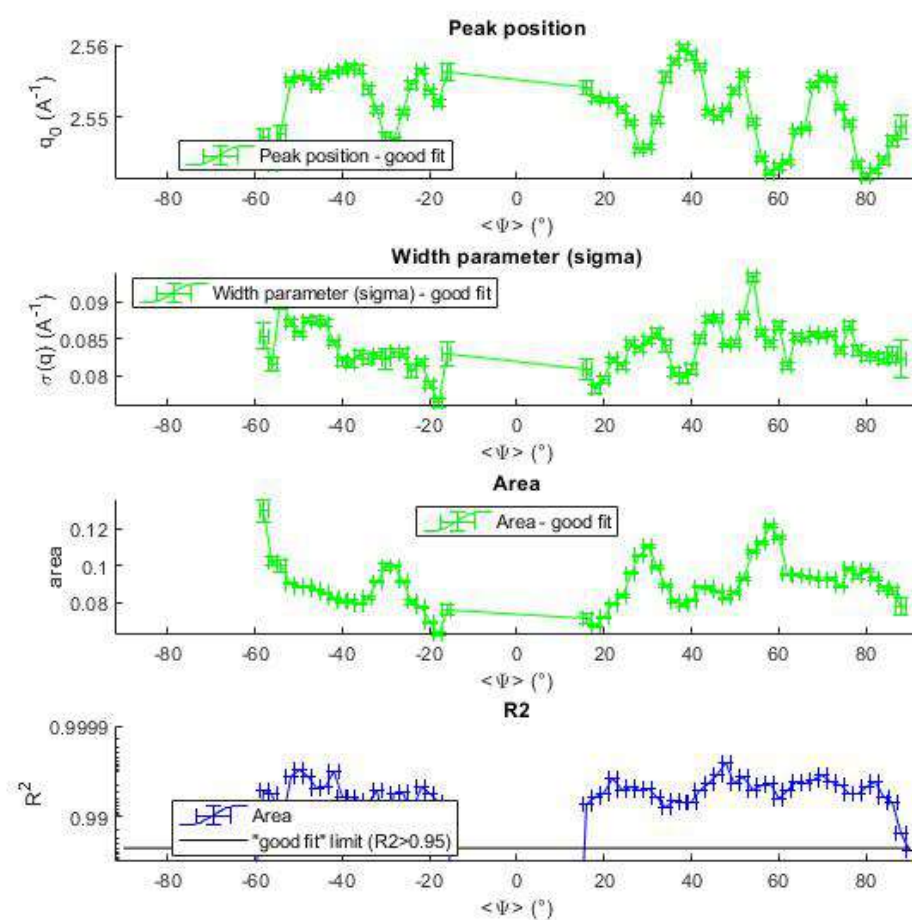 Peak position
2.56
2.55
q0 (A-1)
Peak position - good fit
-80 -60 -40 -20 0 20 40 60 80
<Ψ> (°)
Width parameter (sigma)
0.09
0.085
0.08
σ(q) (A-1)
Width parameter (sigma) - good fit
-80 -60 -40 -20 0 20 40 60 80
<Ψ> (°)
Area
0.12
0.1
0.08
area
Area - good fit
-80 -60 -40 -20 0 20 40 60 80
<Ψ> (°)
R2
0.9999
0.99
R2
Area
"good fit" limit (R2>0.95)
-80 -60 -40 -20 0 20 40 60 80
<Ψ> (°)